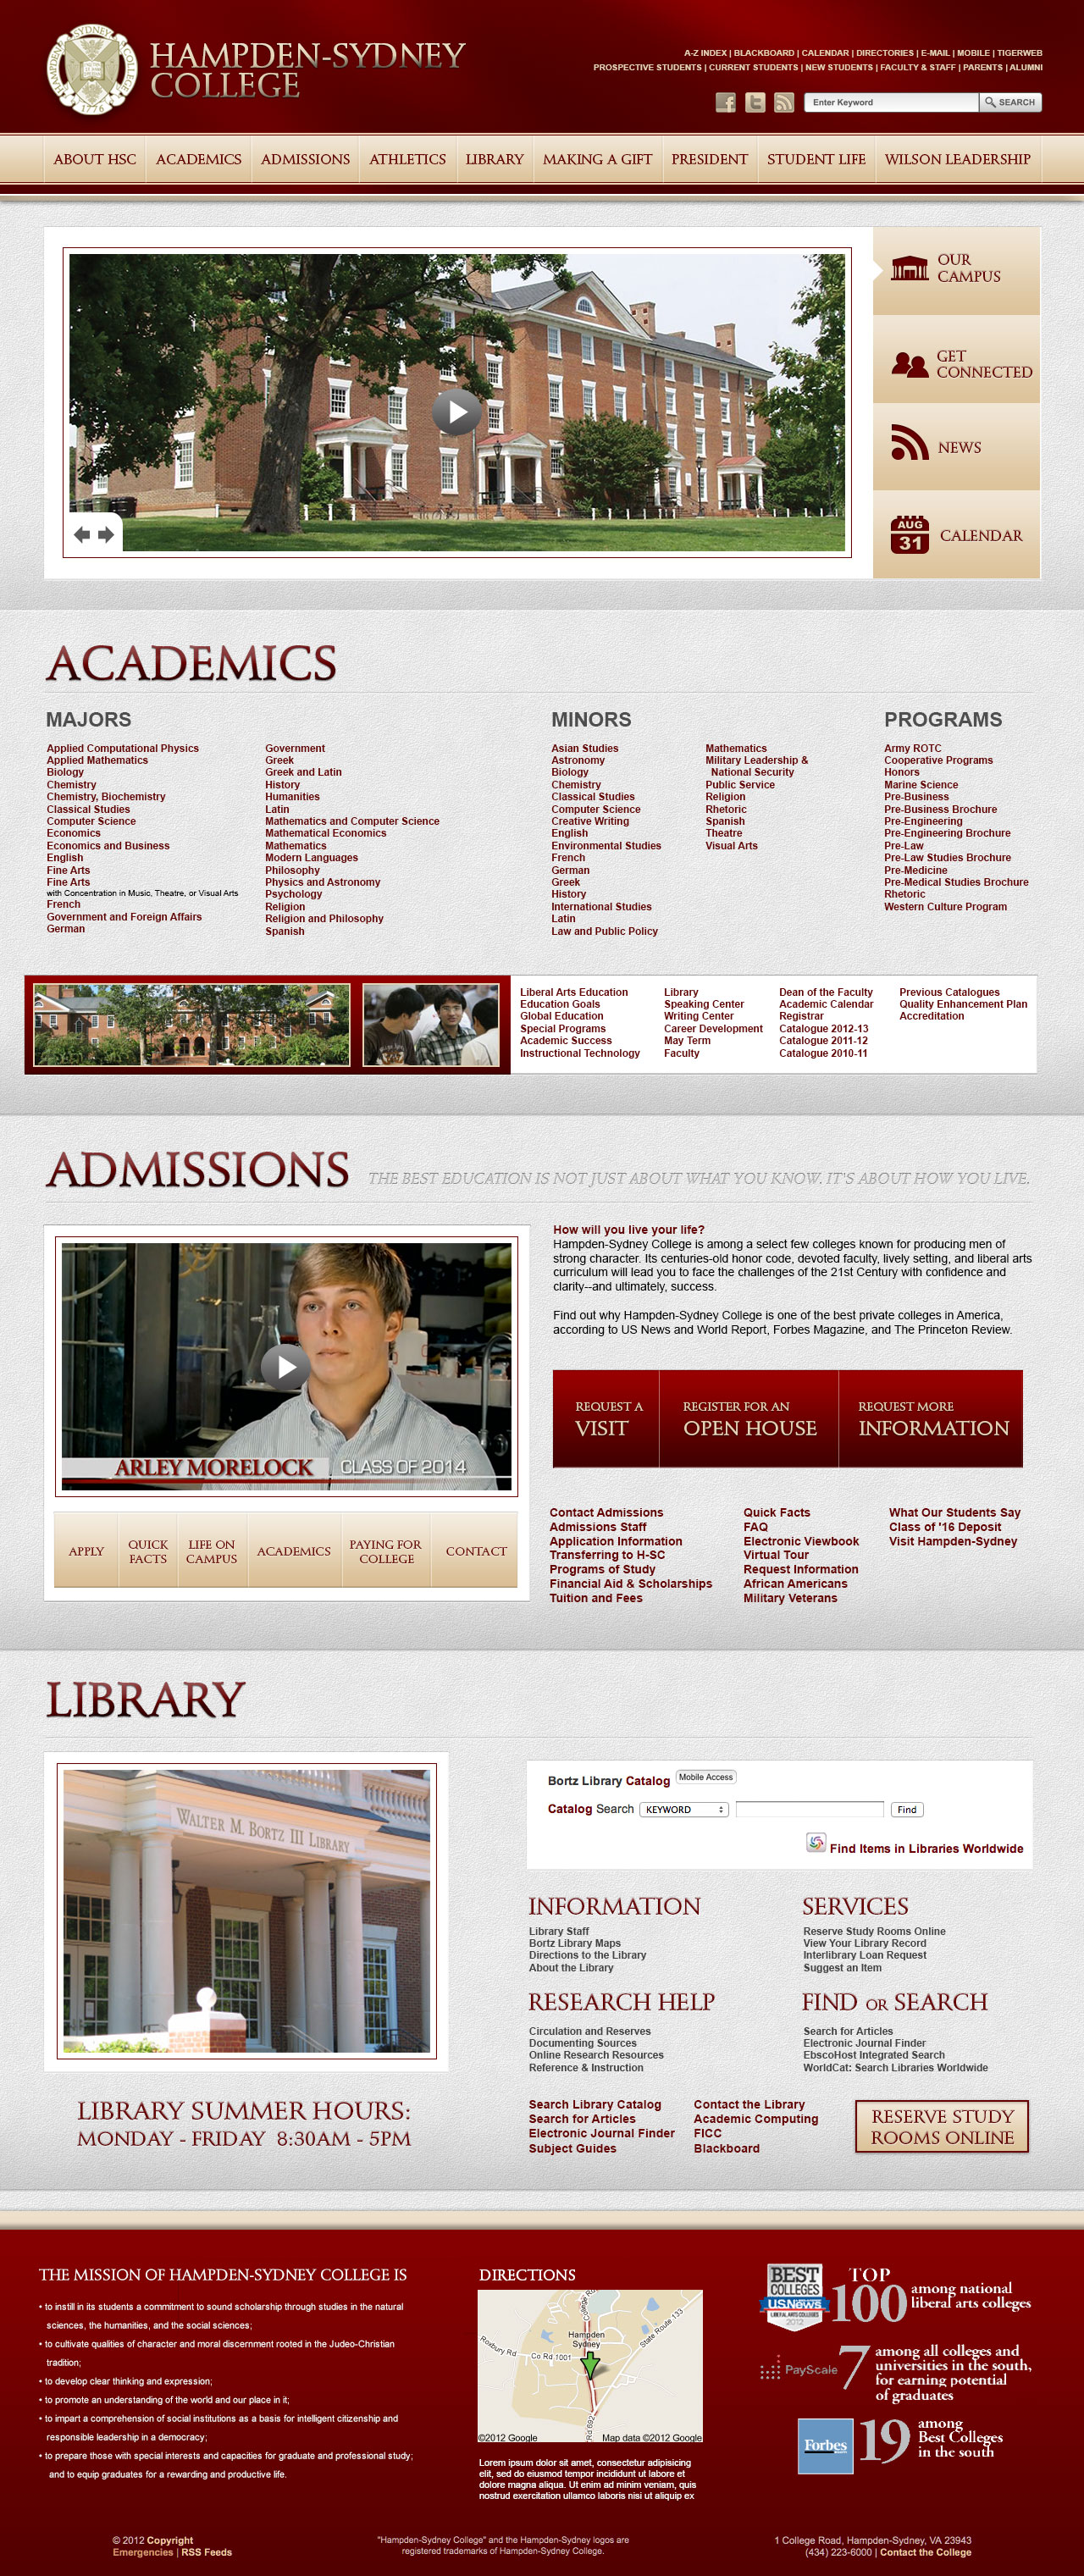 HAMPDEN-SYDNEY
COLLEGE
1776
A-Z INDEX | BLACKBOARD | CALENDAR | DIRECTORIES | E-MAIL | MOBILE | TIGERWEB
PROSPECTIVE STUDENTS | CURRENT STUDENTS | NEW STUDENTS | FACULTY & STAFF | PARENTS | ALUMNI
Enter Keyword
SEARCH
ABOUT HSC ACADEMICS ADMISSIONS ATHLETICS LIBRARY MAKING A GIFT PRESIDENT STUDENT LIFE WILSON LEADERSHIP
OUR
CAMPUS
GET
CONNECTED
NEWS
AUG
31
CALENDAR
ACADEMICS
MAJORS
Applied Computational Physics
Applied Mathematics
Biology
Chemistry
Chemistry, Biochemistry
Classical Studies
Computer Science
Economics
Economics and Business
English
Fine Arts
Fine Arts
with Concentration in Music, Theatre, or Visual Arts
French
Government and Foreign Affairs
German
Government
Greek
Greek and Latin
History
Humanities
Latin
Mathematics and Computer Science
Mathematical Economics
Mathematics
Modern Languages
Philosophy
Physics and Astronomy
Psychology
Religion
Religion and Philosophy
Spanish
MINORS
Asian Studies
Astronomy
Biology
Chemistry
Classical Studies
Computer Science
Creative Writing
English
Environmental Studies
French
German
Greek
History
International Studies
Latin
Law and Public Policy
Mathematics
Military Leadership &
National Security
Public Service
Religion
Rhetoric
Spanish
Theatre
Visual Arts
PROGRAMS
Army ROTC
Cooperative Programs
Honors
Marine Science
Pre-Business
Pre-Business Brochure
Pre-Engineering
Pre-Engineering Brochure
Pre-Law
Pre-Law Studies Brochure
Pre-Medicine
Pre-Medical Studies Brochure
Rhetoric
Western Culture Program
Liberal Arts Education
Education Goals
Global Education
Special Programs
Academic Success
Instructional Technology
Library
Speaking Center
Writing Center
Career Development
May Term
Faculty
Dean of the Faculty
Academic Calendar
Registrar
Catalogue 2012-13
Catalogue 2011-12
Catalogue 2010-11
Previous Catalogues
Quality Enhancement Plan
Accreditation
ADMISSIONS
THE BEST EDUCATION IS NOT JUST ABOUT WHAT YOU KNOW. IT'S ABOUT HOW YOU LIVE.
ARLEY MORELOCK CLASS OF 2014
APPLY
QUICK
FACTS
LIFE ON
CAMPUS
ACADEMICS
PAYING FOR
COLLEGE
CONTACT
How will you live your life?
Hampden-Sydney College is among a select few colleges known for producing men of
strong character. Its centuries-old honor code, devoted faculty, lively setting, and liberal arts
curriculum will lead you to face the challenges of the 21st Century with confidence and
clarity--and ultimately, success.
Find out why Hampden-Sydney College is one of the best private colleges in America,
according to US News and World Report, Forbes Magazine, and The Princeton Review.
REQUEST A
VISIT
REGISTER FOR AN
OPEN HOUSE
REQUEST MORE
INFORMATION
Contact Admissions
Admissions Staff
Application Information
Transferring to H-SC
Programs of Study
Financial Aid & Scholarships
Tuition and Fees
Quick Facts
FAQ
Electronic Viewbook
Virtual Tour
Request Information
African Americans
Military Veterans
What Our Students Say
Class of '16 Deposit
Visit Hampden-Sydney
LIBRARY
WALTER M. BORTZ III LIBRARY
LIBRARY SUMMER HOURS:
MONDAY - FRIDAY 8:30AM - 5PM
Bortz Library Catalog Mobile Access
Catalog Search KEYWORD Find
Find Items in Libraries Worldwide
INFORMATION
Library Staff
Bortz Library Maps
Directions to the Library
About the Library
SERVICES
Reserve Study Rooms Online
View Your Library Record
Interlibrary Loan Request
Suggest an Item
RESEARCH HELP
Circulation and Reserves
Documenting Sources
Online Research Resources
Reference & Instruction
FIND OR SEARCH
Search for Articles
Electronic Journal Finder
EbscoHost Integrated Search
WorldCat: Search Libraries Worldwide
Search Library Catalog
Search for Articles
Electronic Journal Finder
Subject Guides
Contact the Library
Academic Computing
FICC
Blackboard
RESERVE STUDY
ROOMS ONLINE
THE MISSION OF HAMPDEN-SYDNEY COLLEGE IS
• to instill in its students a commitment to sound scholarship through studies in the natural
sciences, the humanities, and the social sciences;
• to cultivate qualities of character and moral discernment rooted in the Judeo-Christian
tradition;
• to develop clear thinking and expression;
• to promote an understanding of the world and our place in it;
• to impart a comprehension of social institutions as a basis for intelligent citizenship and
responsible leadership in a democracy;
• to prepare those with special interests and capacities for graduate and professional study;
and to equip graduates for a rewarding and productive life.
DIRECTIONS
Hampden
Sydney
Roxbury Rd
Co Rd 1001
State Route 133
Rd 692
©2012 Google Map data ©2012 Google
Lorem ipsum dolor sit amet, consectetur adipisicing
elit, sed do eiusmod tempor incididunt ut labore et
dolore magna aliqua. Ut enim ad minim veniam, quis
nostrud exercitation ullamco laboris nisi ut aliquip ex
BEST
COLLEGES
U.S.NEWS
LIBERAL ARTS COLLEGES
2012
TOP
100 among national
liberal arts colleges
PayScale
7 among all colleges and
universities in the south,
for earning potential
of graduates
Forbes
19 among
Best Colleges
in the south
© 2012 Copyright
Emergencies | RSS Feeds
"Hampden-Sydney College" and the Hampden-Sydney logos are
registered trademarks of Hampden-Sydney College.
1 College Road, Hampden-Sydney, VA 23943
(434) 223-6000 | Contact the College